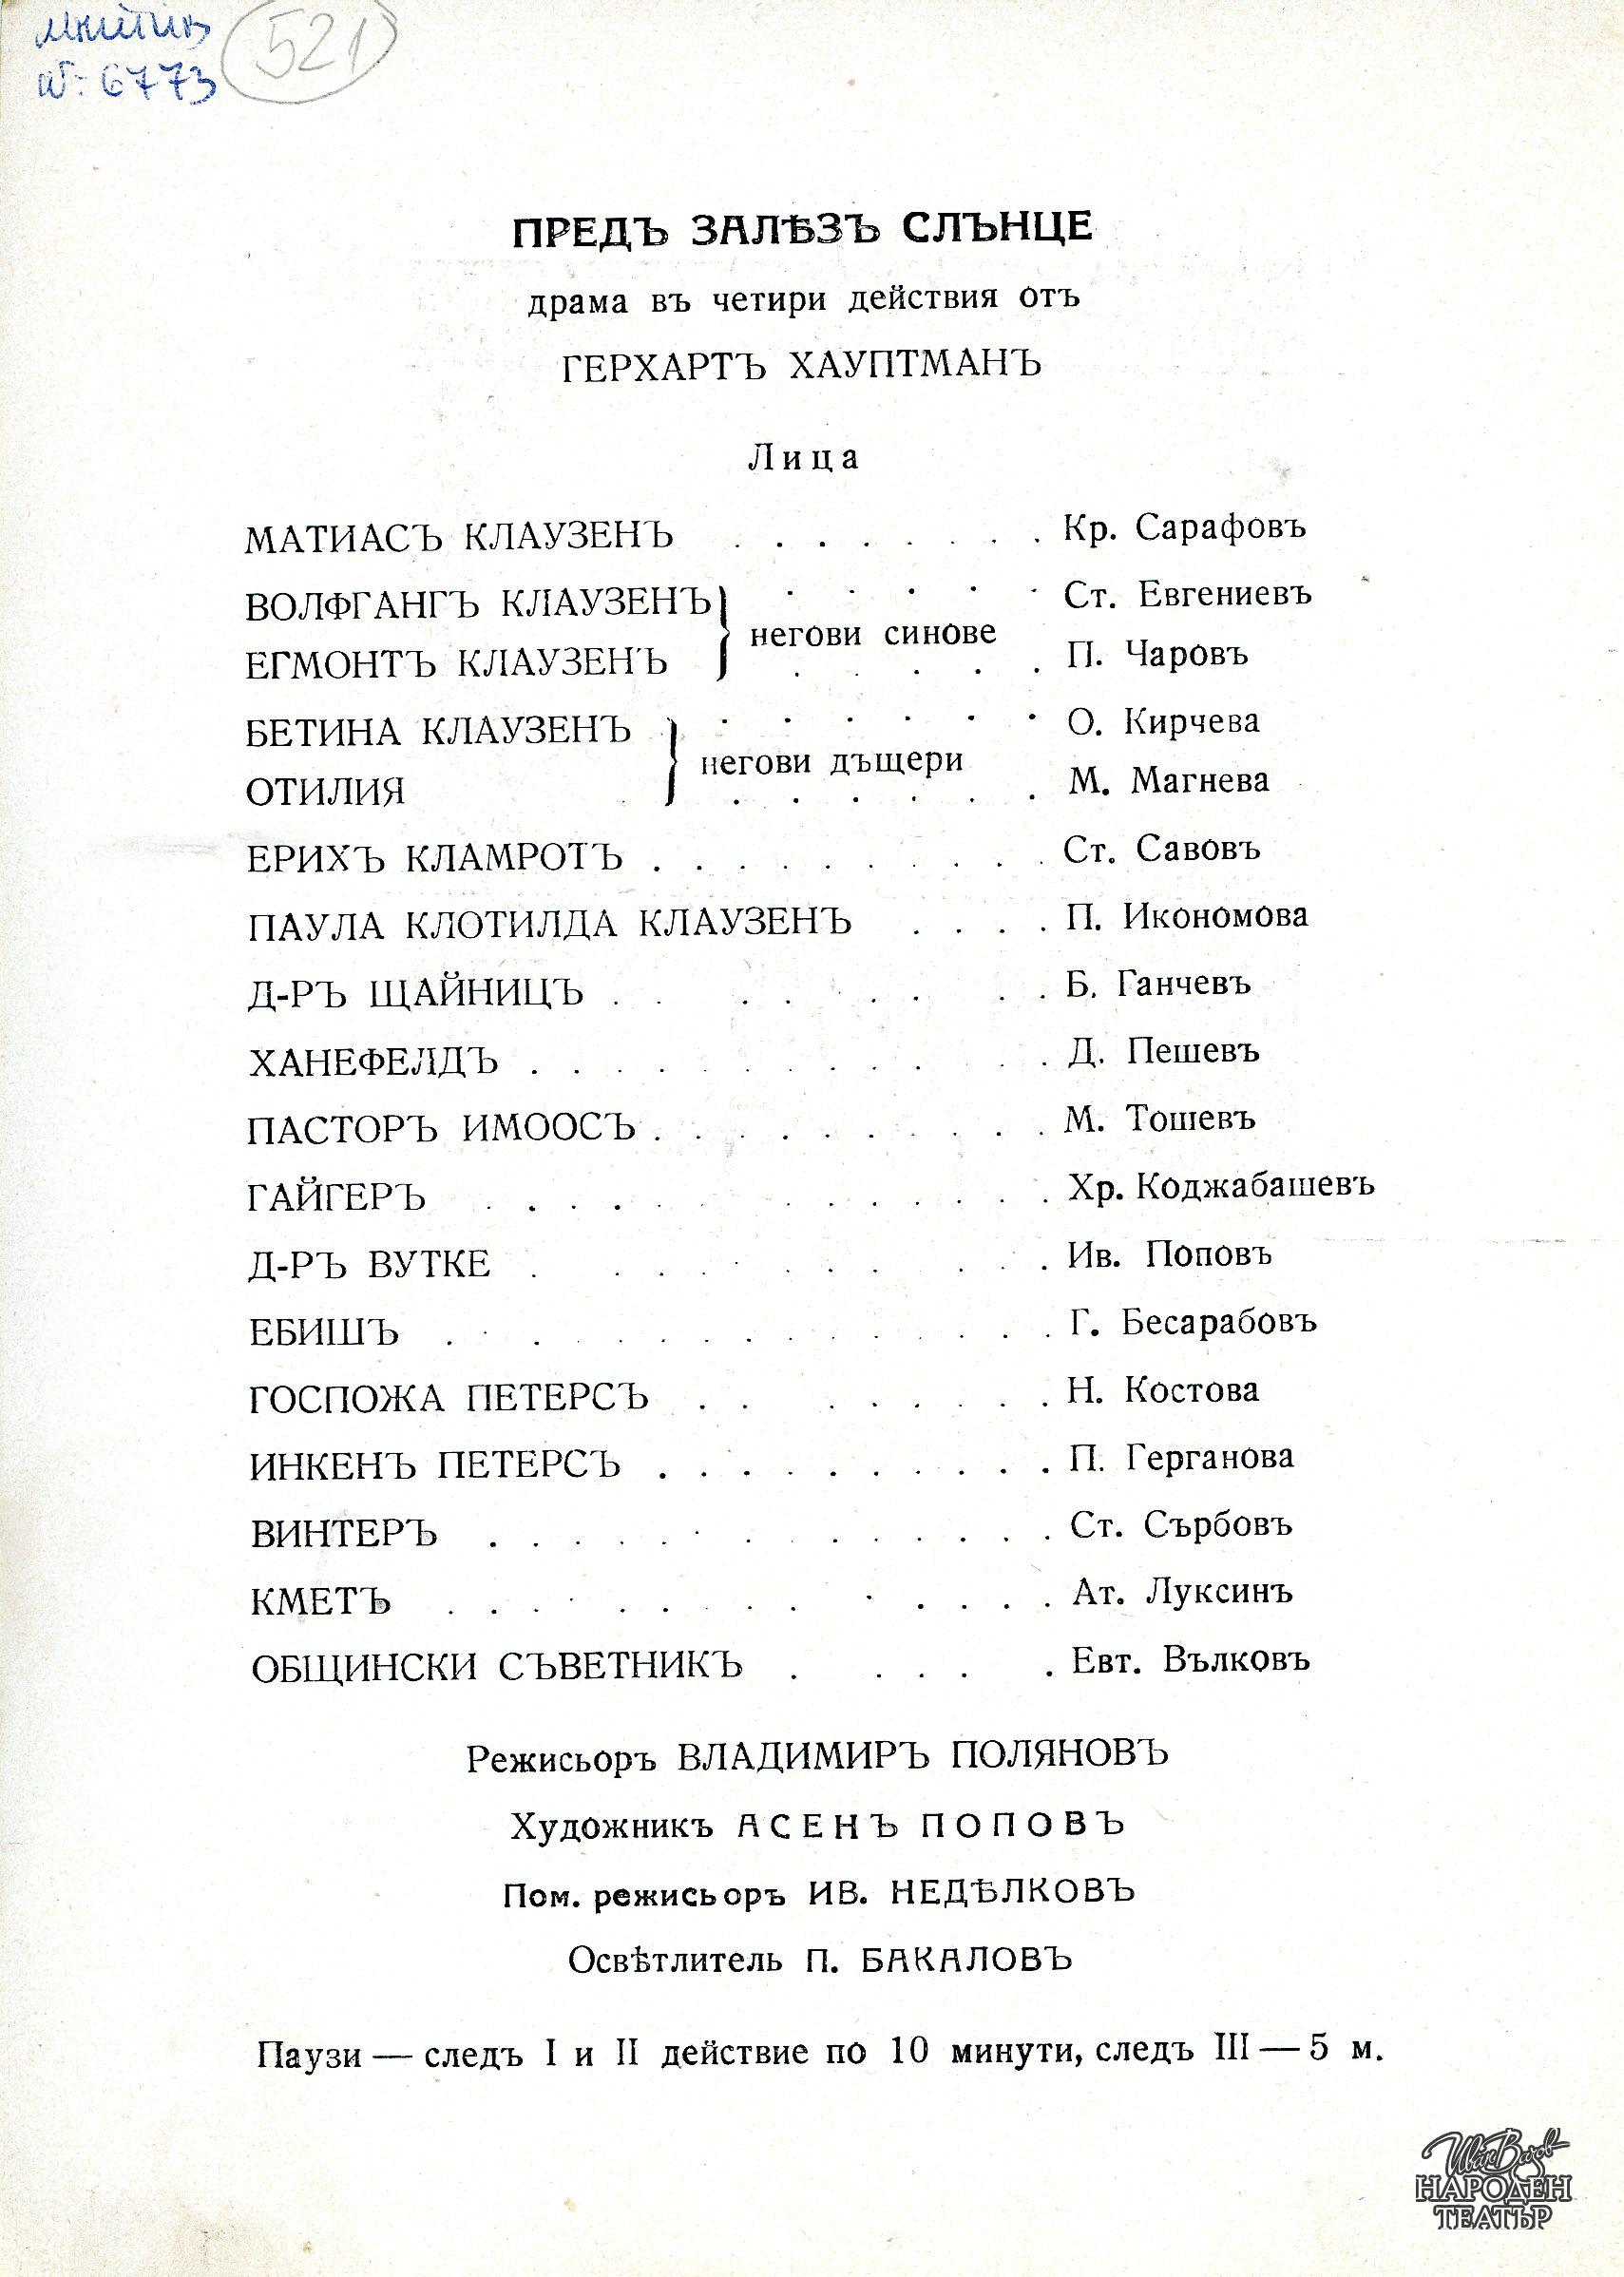 №: 6773
521
ПРЕДЪ ЗАЛѢЗЪ СЛЪНЦЕ
драма въ четири действия отъ
ГЕРХАРТЪ ХАУПТМАНЪ
Лица
МАТИАСЪ КЛАУЗЕНЪ . . . . . . . . Кр. Сарафовъ
ВОЛФГАНГЪ КЛАУЗЕНЪ . . . . . Ст. Евгениевъ
негови синове
ЕГМОНТЪ КЛАУЗЕНЪ . . . . . П. Чаровъ
БЕТИНА КЛАУЗЕНЪ . . . . . . О. Кирчева
негови дъщери
ОТИЛИЯ . . . . . . М. Магнева
ЕРИХЪ КЛАМРОТЪ . . . . . . . . . . Ст. Савовъ
ПАУЛА КЛОТИЛДА КЛАУЗЕНЪ . . . . П. Икономова
Д-РЪ ЩАЙНИЦЪ . . . . . . . . . Б. Ганчевъ
ХАНЕФЕЛДЪ . . . . . . . . . . . . . Д. Пешевъ
ПАСТОРЪ ИМООСЪ . . . . . . . . . . М. Тошевъ
ГАЙГЕРЪ . . . . . . . . . . . . . Хр. Коджабашевъ
Д-РЪ ВУТКЕ . . . . . . . . . . . Ив. Поповъ
ЕБИШЪ . . . . . . . . . . . . . . Г. Бесарабовъ
ГОСПОЖА ПЕТЕРСЪ . . . . . . . . Н. Костова
ИНКЕНЪ ПЕТЕРСЪ . . . . . . . . . . П. Герганова
ВИНТЕРЪ . . . . . . . . . . . . . . Ст. Сърбовъ
КМЕТЪ . . . . . . . . . . . . . . Ат. Луксинъ
ОБЩИНСКИ СЪВЕТНИКЪ . . . . . Евт. Вълковъ
Режисьоръ ВЛАДИМИРЪ ПОЛЯНОВЪ
Художникъ АСЕНЪ ПОПОВЪ
Пом. режисьоръ ИВ. НЕДѢЛКОВЪ
Освѣтлитель П. БАКАЛОВЪ
Паузи — следъ I и II действие по 10 минути, следъ III — 5 м.
Иван Вазов
НАРОДЕН
ТЕАТЪР